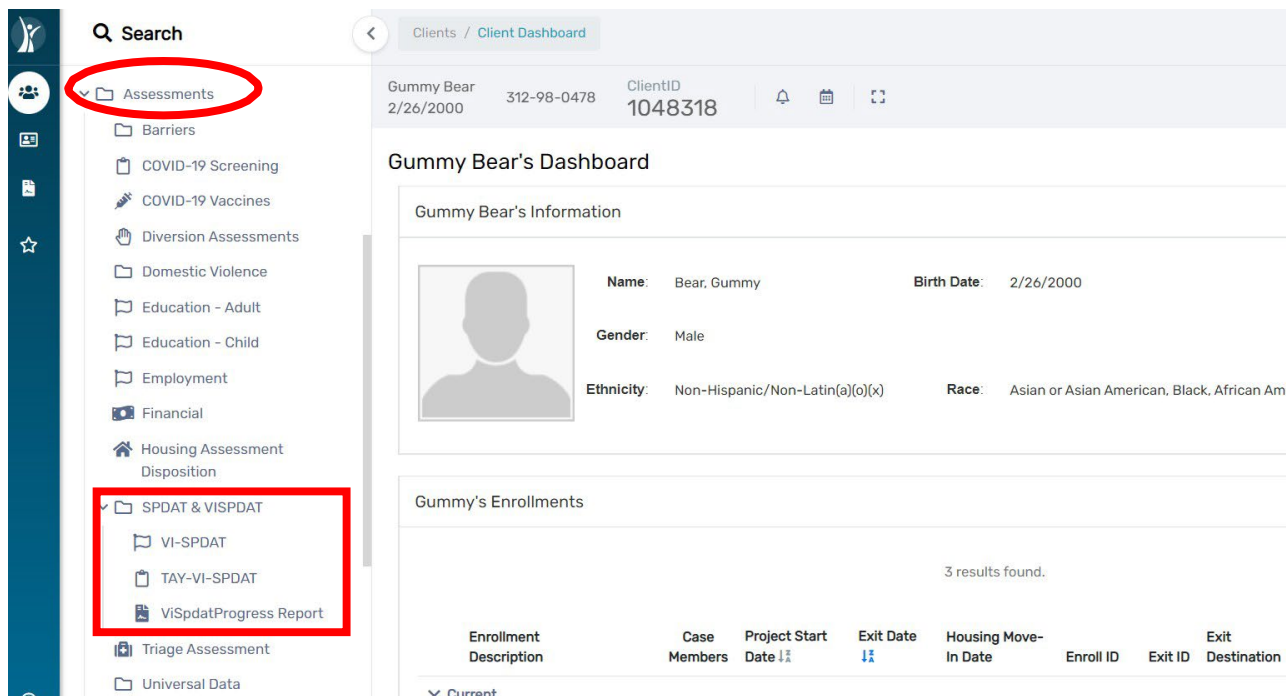 Search
Assessments
Barriers
COVID-19 Screening
COVID-19 Vaccines
Diversion Assessments
Domestic Violence
Education - Adult
Education - Child
Employment
Financial
Housing Assessment
Disposition
SPDAT & VISPDAT
VI-SPDAT
TAY-VI-SPDAT
ViSpdatProgress Report
Triage Assessment
Universal Data
Clients / Client Dashboard
Gummy Bear
2/26/2000
312-98-0478
ClientID
1048318
Gummy Bear's Dashboard
Gummy Bear's Information
Name: Bear, Gummy Birth Date: 2/26/2000
Gender: Male
Ethnicity: Non-Hispanic/Non-Latin(a)(o)(x) Race: Asian or Asian American, Black, African Am
Gummy's Enrollments
3 results found.
Enrollment
Description
Case
Members
Project Start
Date
Exit Date
Housing Move-
In Date
Enroll ID
Exit ID
Exit
Destination
Current